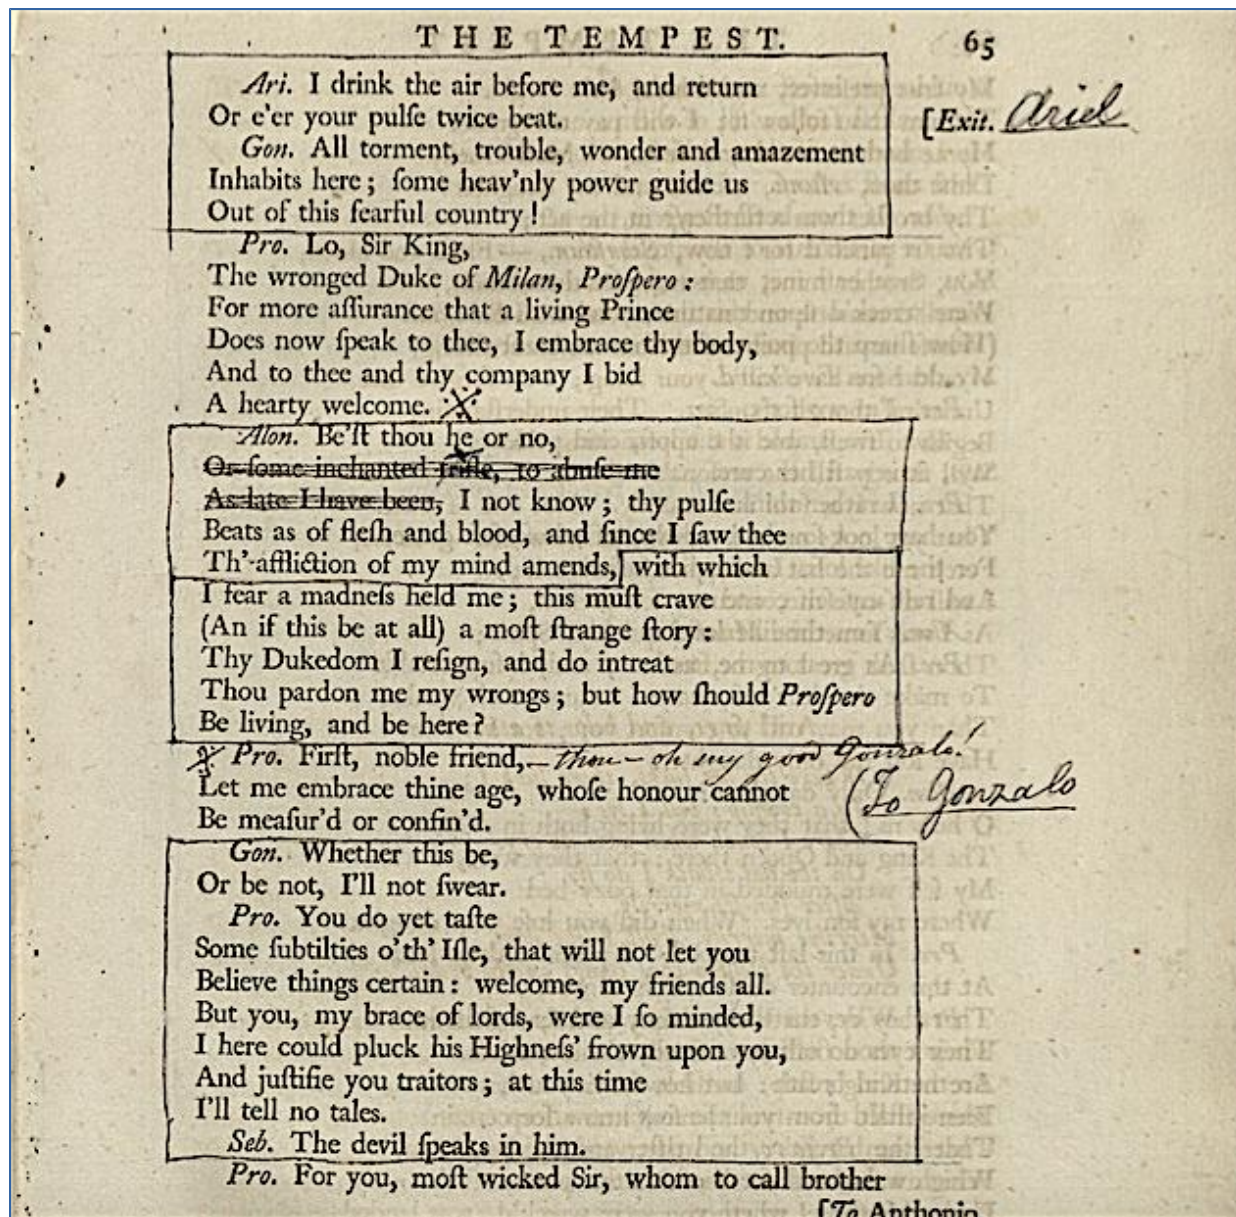 THE TEMPEST. 65
Ari. I drink the air before me, and return
Or e'er your pulſe twice beat. [Exit. Ariel
Gon. All torment, trouble, wonder and amazement
Inhabits here; ſome heav'nly power guide us
Out of this fearful country!
Pro. Lo, Sir King,
The wronged Duke of Milan, Proſpero:
For more aſſurance that a living Prince
Does now ſpeak to thee, I embrace thy body,
And to thee and thy company I bid
A hearty welcome.
Alon. Be'ſt thou he or no,
Or ſome inchanted trifle, to abuſe me
As late I have been, I not know; thy pulſe
Beats as of fleſh and blood, and ſince I ſaw thee
Th'-affliction of my mind amends, with which
I fear a madneſs held me; this muſt crave
(An if this be at all) a moſt ſtrange ſtory:
Thy Dukedom I reſign, and do intreat
Thou pardon me my wrongs; but how ſhould Proſpero
Be living, and be here?
Pro. Firſt, noble friend, – thou – oh my good Gonzalo!
Let me embrace thine age, whoſe honour cannot (To Gonzalo
Be meaſur'd or confin'd.
Gon. Whether this be,
Or be not, I'll not ſwear.
Pro. You do yet taſte
Some ſubtilties o'th' Iſle, that will not let you
Believe things certain: welcome, my friends all.
But you, my brace of lords, were I ſo minded,
I here could pluck his Highneſs' frown upon you,
And juſtifie you traitors; at this time
I'll tell no tales.
Seb. The devil ſpeaks in him.
Pro. For you, moſt wicked Sir, whom to call brother
[To Anthonio